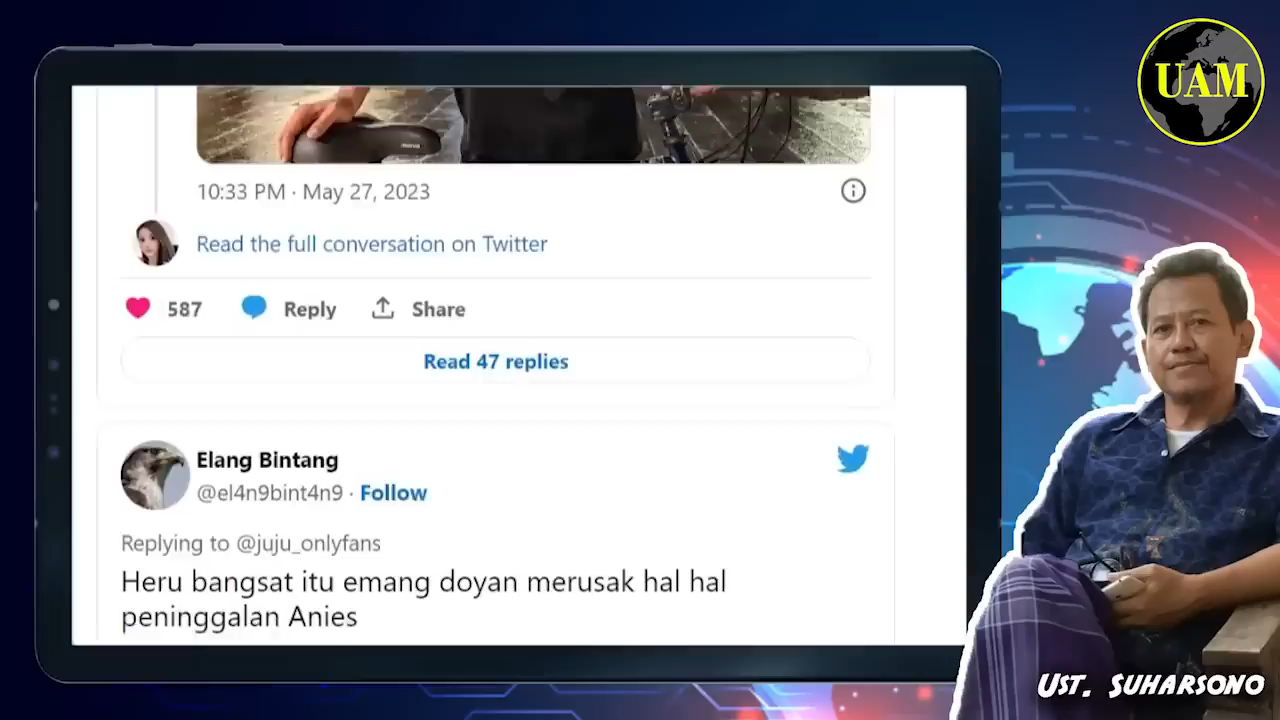 UAM
10:33 PM · May 27, 2023
Read the full conversation on Twitter
587 Reply Share
Read 47 replies
Elang Bintang
@el4n9bint4n9 · Follow
Replying to @juju_onlyfans
Heru bangsat itu emang doyan merusak hal hal
peninggalan Anies
UST. SUHARSONO